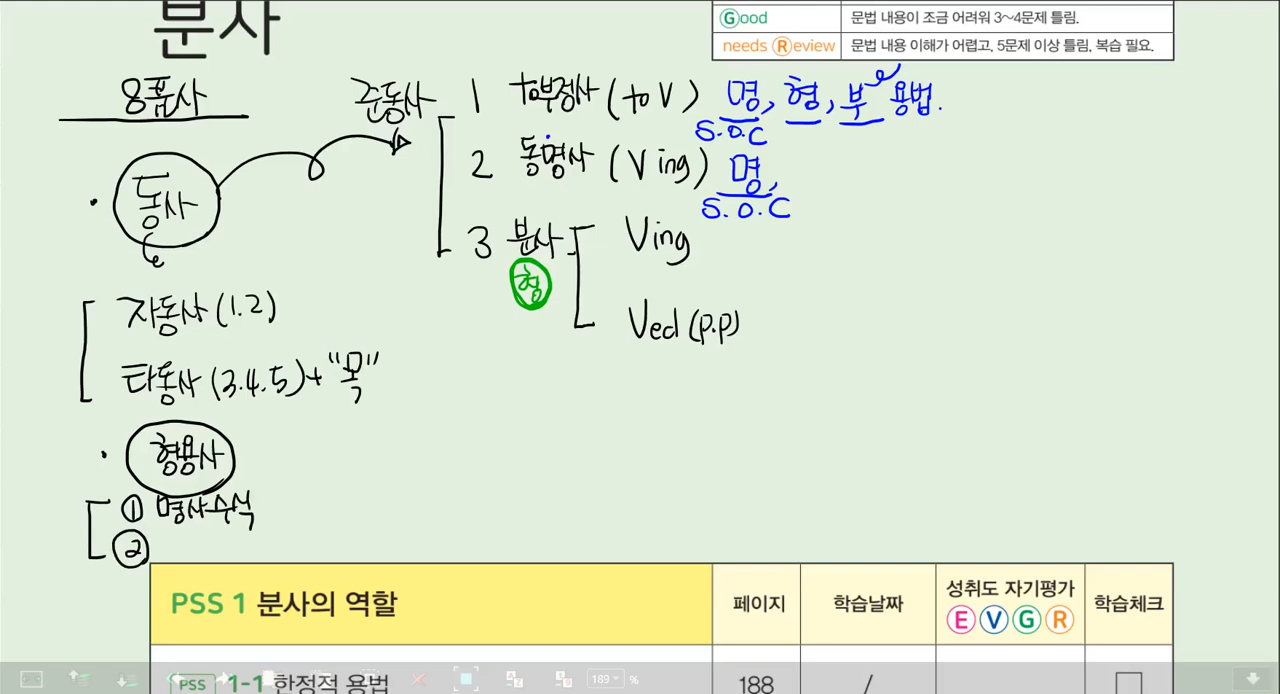 분사
Good 문법 내용이 조금 어려워 3~4문제 틀림.
needs Review 문법 내용 이해가 어렵고, 5문제 이상 틀림. 복습 필요.
8품사
준동사
1 to부정사 (to V) 명, 형, 부 용법.
S.O.C
2 동명사 (Ving) 명,
S.O.C
3 분사 Ving
형
Ved (p.p)
• 동사
자동사 (1.2)
타동사 (3.4.5) + "목"
• 형용사
① 명사수식
②
PSS 1 분사의 역할 페이지 학습날짜 성취도 자기평가 학습체크
E V G R
PSS 1-1 한정적 용법 188 /
189 %